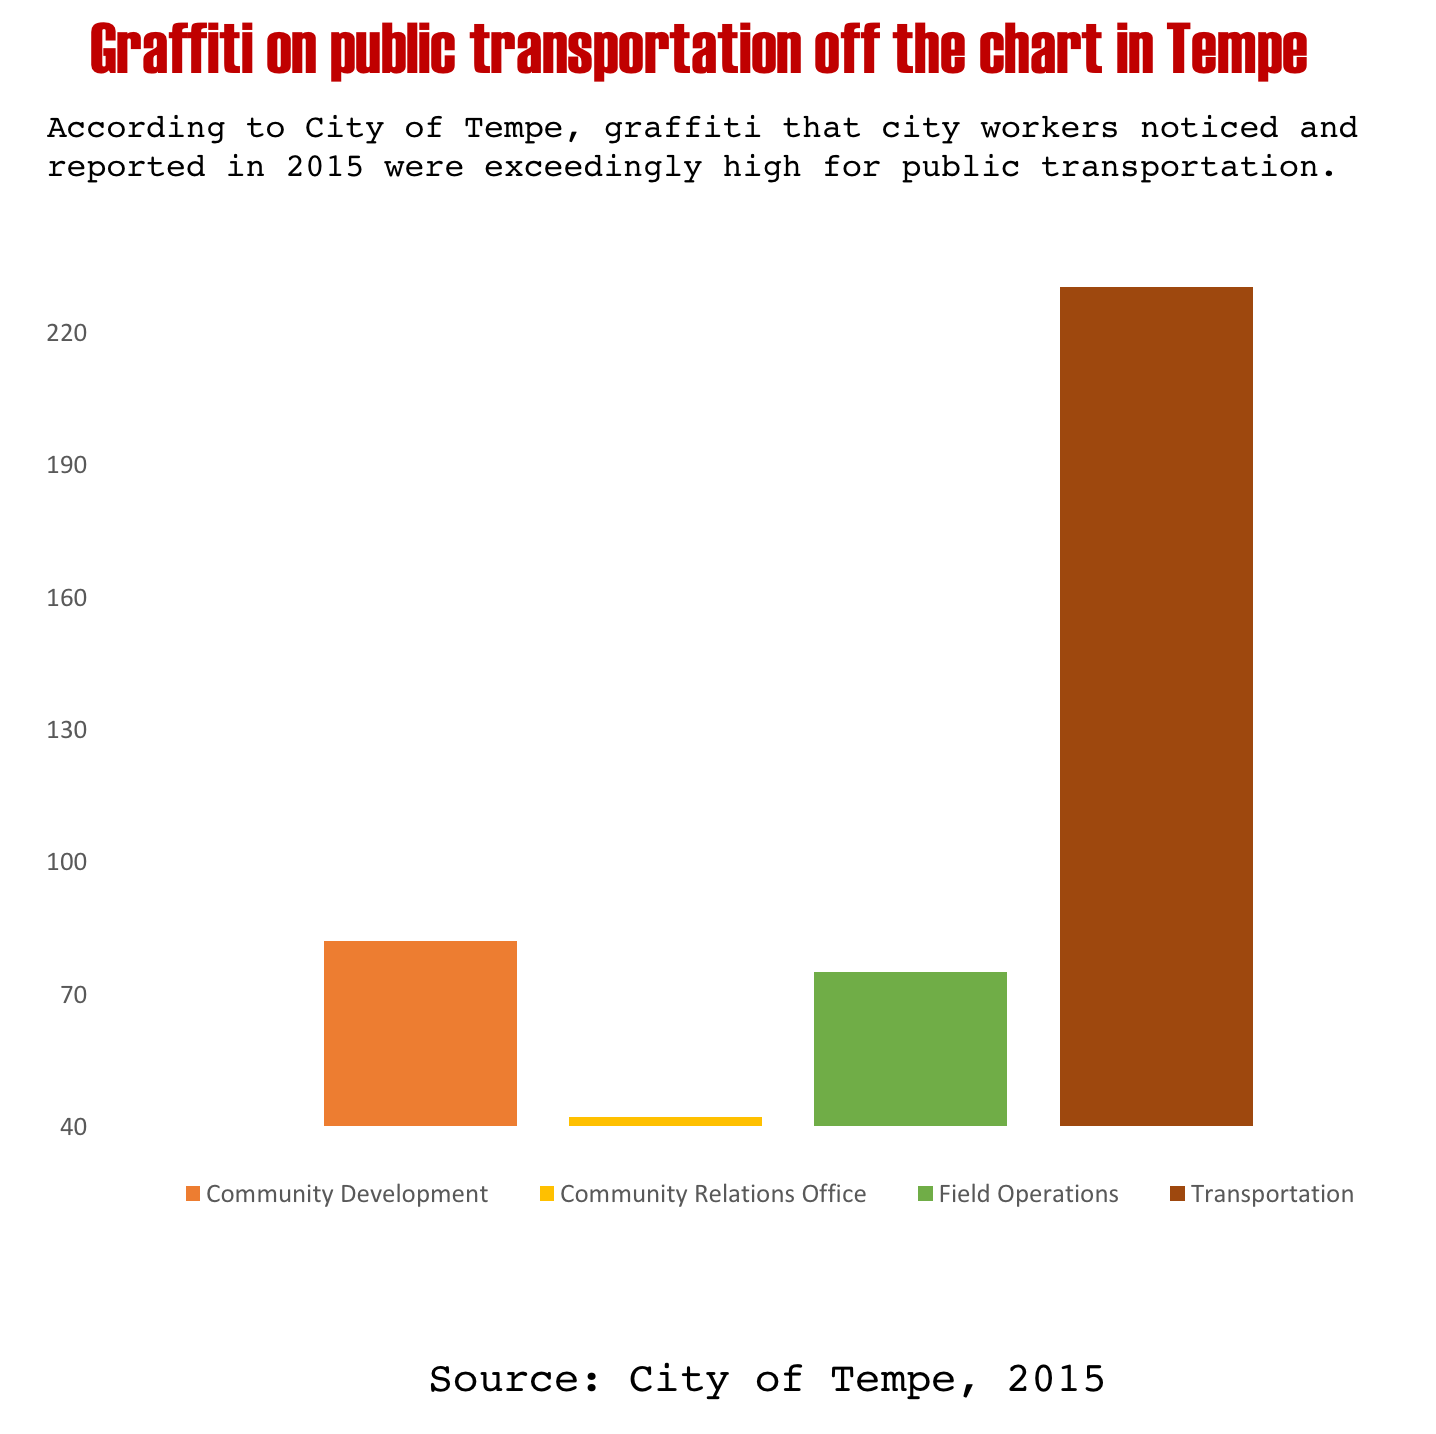 Graffiti on public transportation off the chart in Tempe
According to City of Tempe, graffiti that city workers noticed and
reported in 2015 were exceedingly high for public transportation.
220
190
160
130
100
70
40
Community Development
Community Relations Office
Field Operations
Transportation
Source: City of Tempe, 2015